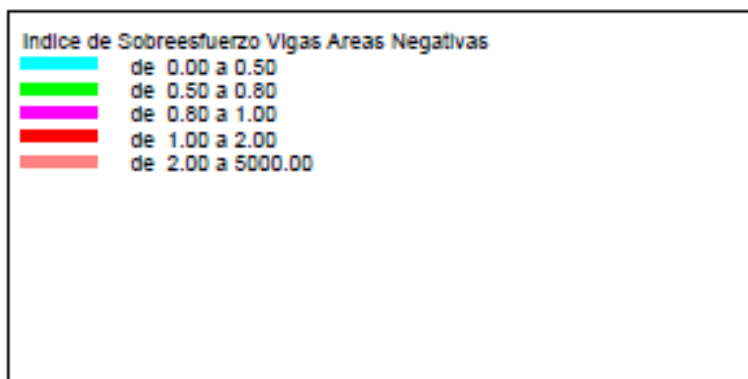 Indice de Sobreesfuerzo Vigas Areas Negativas
de 0.00 a 0.50
de 0.50 a 0.80
de 0.80 a 1.00
de 1.00 a 2.00
de 2.00 a 5000.00